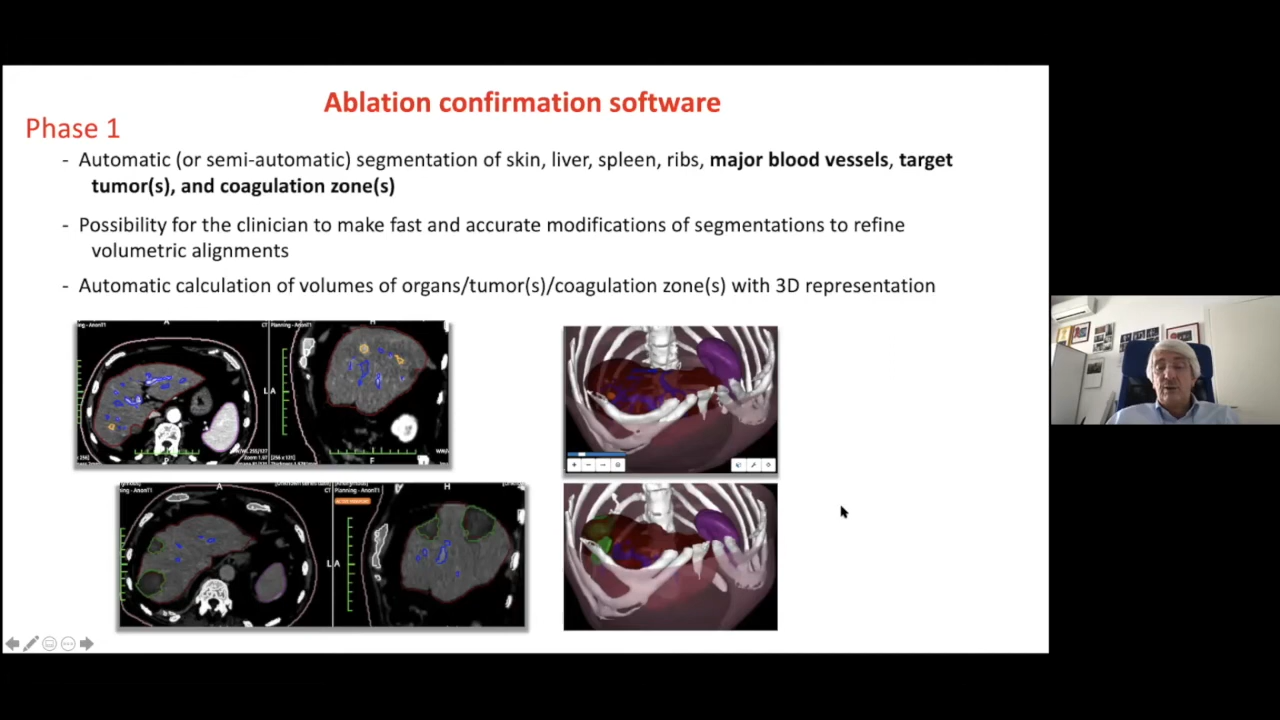 Ablation confirmation software
Phase 1
- Automatic (or semi-automatic) segmentation of skin, liver, spleen, ribs, major blood vessels, target
tumor(s), and coagulation zone(s)
- Possibility for the clinician to make fast and accurate modifications of segmentations to refine
volumetric alignments
- Automatic calculation of volumes of organs/tumor(s)/coagulation zone(s) with 3D representation
CT
L
A
P
F
A
H
L
A